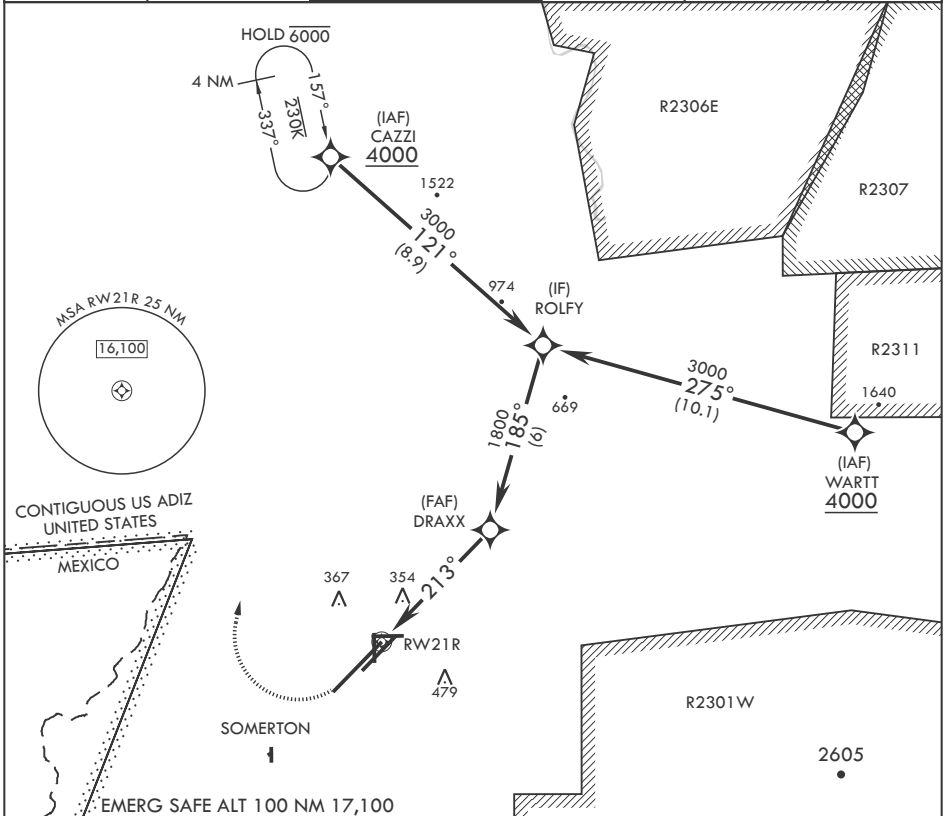 HOLD 6000
4 NM
157°
230K
337°
(IAF)
CAZZI
4000
1522
3000
121°
(8.9)
974
(IF)
ROLFY
R2306E
R2307
R2311
1640
3000
275°
(10.1)
(IAF)
WARTT
4000
669
1800
185°
(6)
MSA RW21R 25 NM
16,100
CONTIGUOUS US ADIZ
UNITED STATES
MEXICO
(FAF)
DRAXX
213°
367
354
RW21R
479
SOMERTON
R2301W
2605
EMERG SAFE ALT 100 NM 17,100